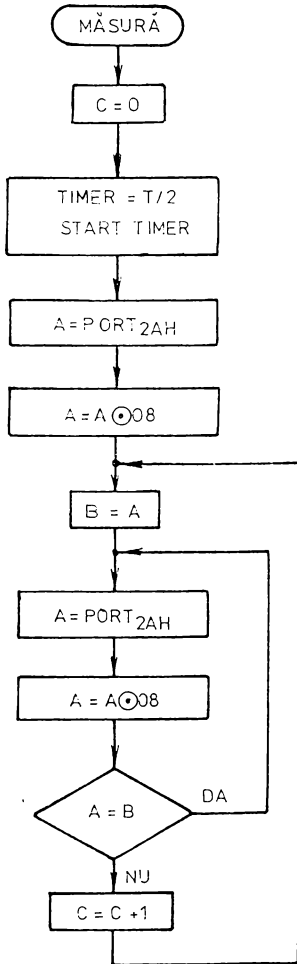 MĂSURĂ
C = 0
TIMER = T/2
START TIMER
A = PORT2AH
A = A⊙08
B = A
A = PORT2AH
A = A⊙08
A = B
DA
NU
C = C + 1